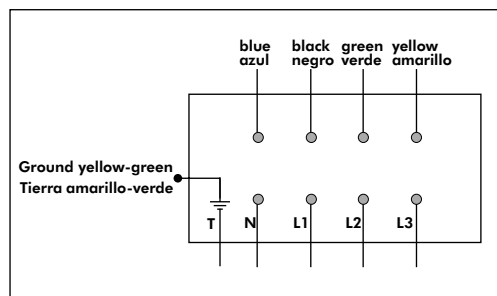 blue black green yellow
azul negro verde amarillo
Ground yellow-green
Tierra amarillo-verde
T N L1 L2 L3